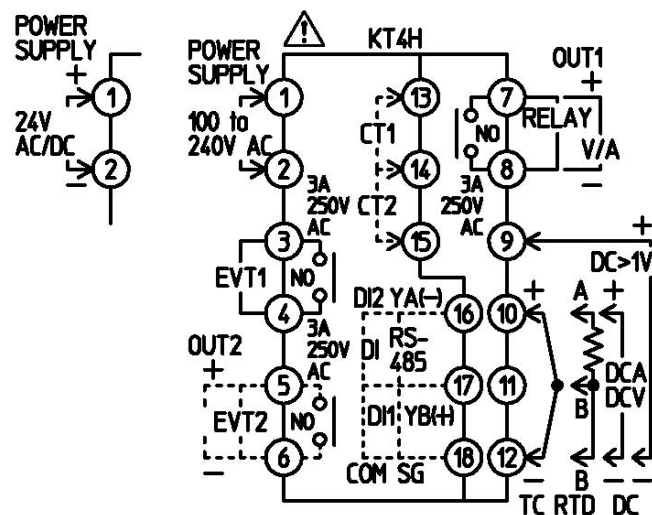 POWER
SUPPLY
+
1
24V
AC/DC
2
−
POWER
SUPPLY
1
100 to
240V AC
2
3A
250V
AC
3
EVT1
NO
4
3A
250V
AC
OUT2
+
5
EVT2
NO
6
−
KT4H
13
CT1
14
CT2
15
DI2 YA(−)
16
DI
RS-
485
17
DI1 YB(+)
COM SG
18
OUT1
+
7
NO
RELAY
V/A
8
−
3A
250V
AC
9
+
DC>1V
10
+
A
+
11
B
DCA
DCV
12
−
B
−
−
TC RTD DC